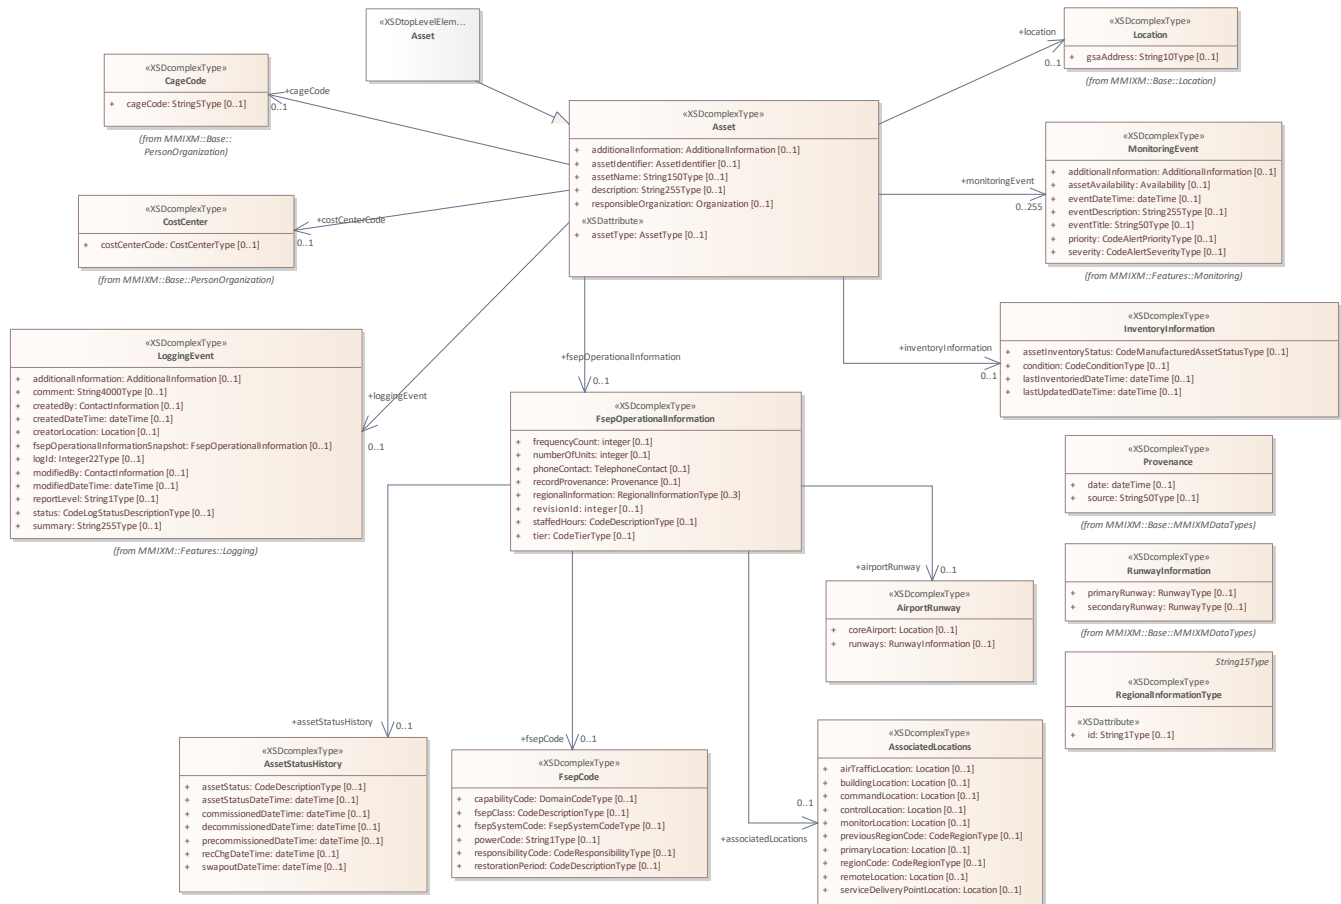 «XSDtopLevelElem...
Asset
«XSDcomplexType»
CageCode
+ cageCode: String5Type [0..1]
(from MMIXM::Base::
PersonOrganization)
+cageCode
0..1
«XSDcomplexType»
Location
+ gsaAddress: String10Type [0..1]
(from MMIXM::Base::Location)
+location
0..1
«XSDcomplexType»
Asset
+ additionalInformation: AdditionalInformation [0..1]
+ assetIdentifier: AssetIdentifier [0..1]
+ assetName: String150Type [0..1]
+ description: String255Type [0..1]
+ responsibleOrganization: Organization [0..1]
«XSDattribute»
+ assetType: AssetType [0..1]
«XSDcomplexType»
MonitoringEvent
+ additionalInformation: AdditionalInformation [0..1]
+ assetAvailability: Availability [0..1]
+ eventDateTime: dateTime [0..1]
+ eventDescription: String255Type [0..1]
+ eventTitle: String50Type [0..1]
+ priority: CodeAlertPriorityType [0..1]
+ severity: CodeAlertSeverityType [0..1]
(from MMIXM::Features::Monitoring)
+monitoringEvent
0..255
«XSDcomplexType»
CostCenter
+ costCenterCode: CostCenterType [0..1]
(from MMIXM::Base::PersonOrganization)
+costCenterCode
0..1
«XSDcomplexType»
InventoryInformation
+ assetInventoryStatus: CodeManufacturedAssetStatusType [0..1]
+ condition: CodeConditionType [0..1]
+ lastInventoriedDateTime: dateTime [0..1]
+ lastUpdatedDateTime: dateTime [0..1]
+inventoryInformation
0..1
«XSDcomplexType»
LoggingEvent
+ additionalInformation: AdditionalInformation [0..1]
+ comment: String4000Type [0..1]
+ createdBy: ContactInformation [0..1]
+ createdDateTime: dateTime [0..1]
+ creatorLocation: Location [0..1]
+ fsepOperationalInformationSnapshot: FsepOperationalInformation [0..1]
+ logId: Integer22Type [0..1]
+ modifiedBy: ContactInformation [0..1]
+ modifiedDateTime: dateTime [0..1]
+ reportLevel: String1Type [0..1]
+ status: CodeLogStatusDescriptionType [0..1]
+ summary: String255Type [0..1]
(from MMIXM::Features::Logging)
+loggingEvent
0..1
+fsepOperationalInformation
0..1
«XSDcomplexType»
FsepOperationalInformation
+ frequencyCount: integer [0..1]
+ numberOfUnits: integer [0..1]
+ phoneContact: TelephoneContact [0..1]
+ recordProvenance: Provenance [0..1]
+ regionalInformation: RegionalInformationType [0..3]
+ revisionId: integer [0..1]
+ staffedHours: CodeDescriptionType [0..1]
+ tier: CodeTierType [0..1]
«XSDcomplexType»
Provenance
+ date: dateTime [0..1]
+ source: String50Type [0..1]
(from MMIXM::Base::MMIXMDataTypes)
«XSDcomplexType»
RunwayInformation
+ primaryRunway: RunwayType [0..1]
+ secondaryRunway: RunwayType [0..1]
(from MMIXM::Base::MMIXMDataTypes)
+airportRunway
0..1
«XSDcomplexType»
AirportRunway
+ coreAirport: Location [0..1]
+ runways: RunwayInformation [0..1]
String15Type
«XSDcomplexType»
RegionalInformationType
«XSDattribute»
+ id: String1Type [0..1]
+assetStatusHistory
0..1
«XSDcomplexType»
AssetStatusHistory
+ assetStatus: CodeDescriptionType [0..1]
+ assetStatusDateTime: dateTime [0..1]
+ commissionedDateTime: dateTime [0..1]
+ decommissionedDateTime: dateTime [0..1]
+ precommissionedDateTime: dateTime [0..1]
+ recChgDateTime: dateTime [0..1]
+ swapoutDateTime: dateTime [0..1]
+fsepCode
0..1
«XSDcomplexType»
FsepCode
+ capabilityCode: DomainCodeType [0..1]
+ fsepClass: CodeDescriptionType [0..1]
+ fsepSystemCode: FsepSystemCodeType [0..1]
+ powerCode: String1Type [0..1]
+ responsibilityCode: CodeResponsibilityType [0..1]
+ restorationPeriod: CodeDescriptionType [0..1]
0..1
+associatedLocations
«XSDcomplexType»
AssociatedLocations
+ airTrafficLocation: Location [0..1]
+ buildingLocation: Location [0..1]
+ commandLocation: Location [0..1]
+ controlLocation: Location [0..1]
+ monitorLocation: Location [0..1]
+ previousRegionCode: CodeRegionType [0..1]
+ primaryLocation: Location [0..1]
+ regionCode: CodeRegionType [0..1]
+ remoteLocation: Location [0..1]
+ serviceDeliveryPointLocation: Location [0..1]